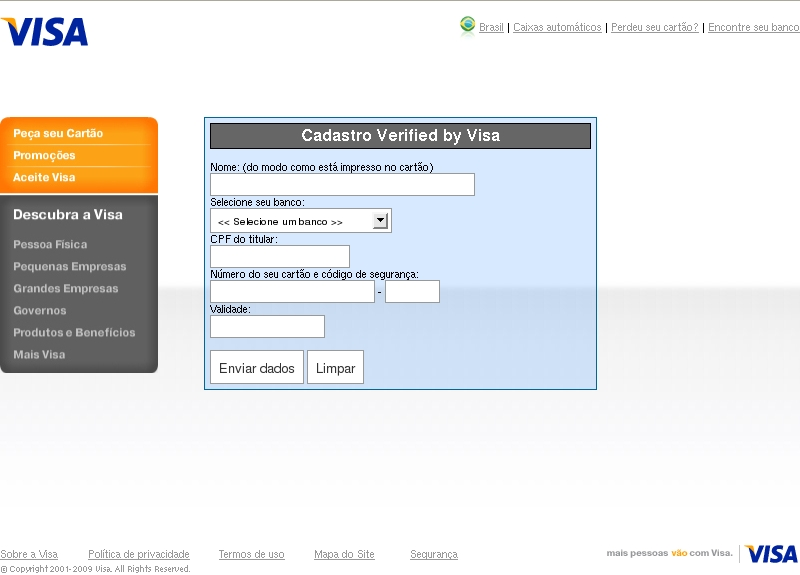 VISA
Brasil | Caixas automáticos | Perdeu seu cartão? | Encontre seu banco
Peça seu Cartão
Promoções
Aceite Visa
Descubra a Visa
Pessoa Física
Pequenas Empresas
Grandes Empresas
Governos
Produtos e Benefícios
Mais Visa
Cadastro Verified by Visa
Nome: (do modo como está impresso no cartão)
Selecione seu banco:
<< Selecione um banco >>
CPF do titular:
Número do seu cartão e código de segurança:
-
Validade:
Enviar dados Limpar
Sobre a Visa Política de privacidade Termos de uso Mapa do Site Segurança
mais pessoas vão com Visa. VISA
© Copyright 2001-2009 Visa. All Rights Reserved.